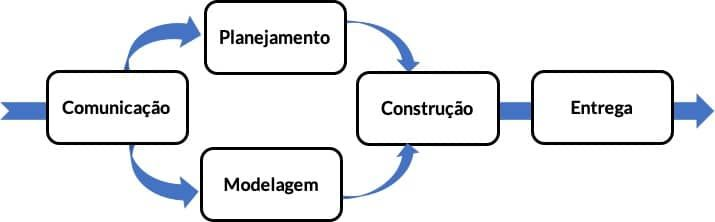 Planejamento
Comunicação
Construção
Entrega
Modelagem